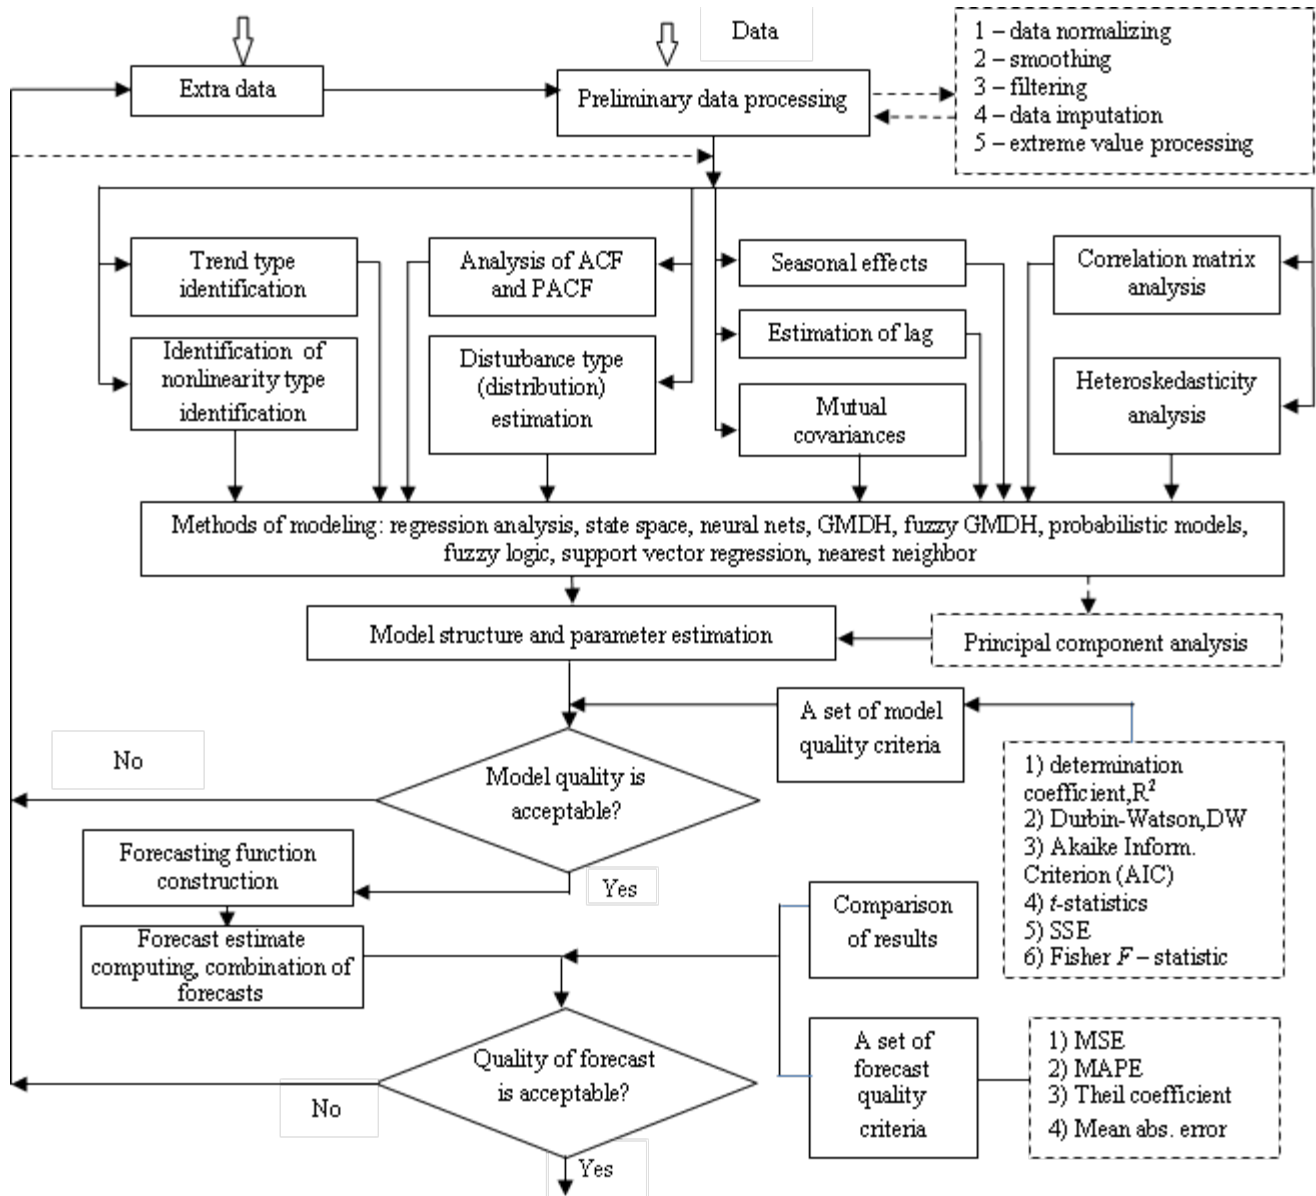 Data
Extra data
Preliminary data processing
1 – data normalizing
2 – smoothing
3 – filtering
4 – data imputation
5 – extreme value processing
Trend type
identification
Analysis of ACF
and PACF
Seasonal effects
Correlation matrix
analysis
Identification of
nonlinearity type
identification
Disturbance type
(distribution)
estimation
Estimation of lag
Mutual
covariances
Heteroskedasticity
analysis
Methods of modeling: regression analysis, state space, neural nets, GMDH, fuzzy GMDH, probabilistic models,
fuzzy logic, support vector regression, nearest neighbor
Model structure and parameter estimation
Principal component analysis
A set of model
quality criteria
No
Model quality is
acceptable?
1) determination
coefficient,R²
2) Durbin-Watson,DW
3) Akaike Inform.
Criterion (AIC)
4) t-statistics
5) SSE
6) Fisher F – statistic
Forecasting function
construction
Yes
Comparison
of results
Forecast estimate
computing, combination of
forecasts
Quality of forecast
is acceptable?
A set of
forecast
quality
criteria
1) MSE
2) MAPE
3) Theil coefficient
4) Mean abs. error
No
Yes